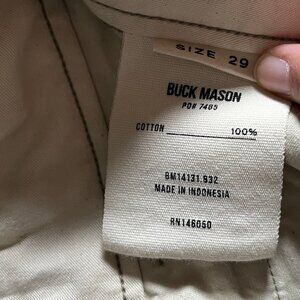 SIZE 29
BUCK MASON
PO# 7485
COTTON 100%
BM14131.932
MADE IN INDONESIA
RN146050